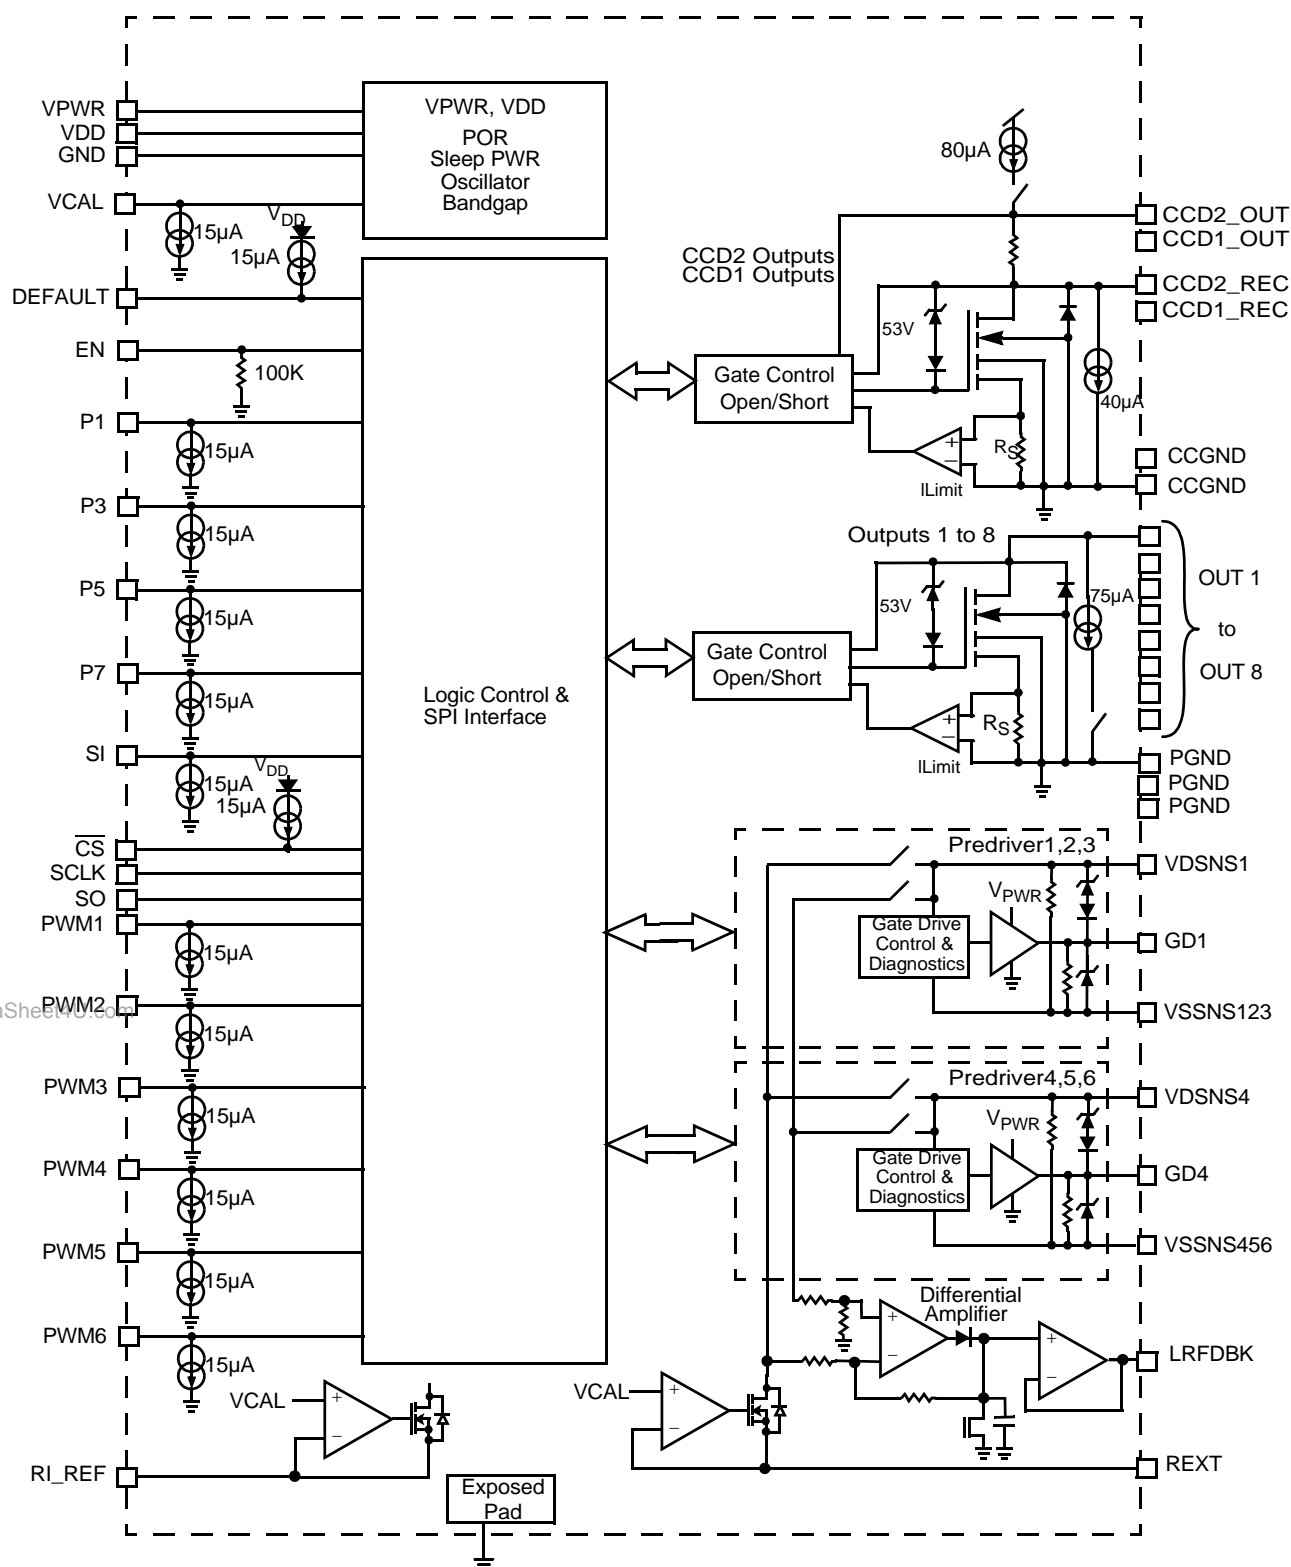 VPWR
VDD
GND
VCAL
DEFAULT
EN
P1
P3
P5
P7
SI
CS
SCLK
SO
PWM1
PWM2
PWM3
PWM4
PWM5
PWM6
RI_REF
VPWR, VDD
POR
Sleep PWR
Oscillator
Bandgap
15µA
VDD
15µA
100K
15µA
15µA
15µA
15µA
15µA
VDD
15µA
15µA
15µA
15µA
15µA
15µA
15µA
VCAL
+
−
Logic Control &
SPI Interface
Exposed
Pad
80µA
CCD2 Outputs
CCD1 Outputs
53V
Gate Control
Open/Short
+
−
RS
ILimit
40µA
CCD2_OUT
CCD1_OUT
CCD2_REC
CCD1_REC
CCGND
CCGND
Outputs 1 to 8
53V
75µA
Gate Control
Open/Short
+
−
RS
ILimit
OUT 1
to
OUT 8
PGND
PGND
PGND
Predriver1,2,3
VPWR
Gate Drive
Control &
Diagnostics
VDSNS1
GD1
VSSNS123
Predriver4,5,6
VPWR
Gate Drive
Control &
Diagnostics
VDSNS4
GD4
VSSNS456
Differential
Amplifier
+
−
+
−
LRFDBK
VCAL
+
−
REXT
aSheet4U.com